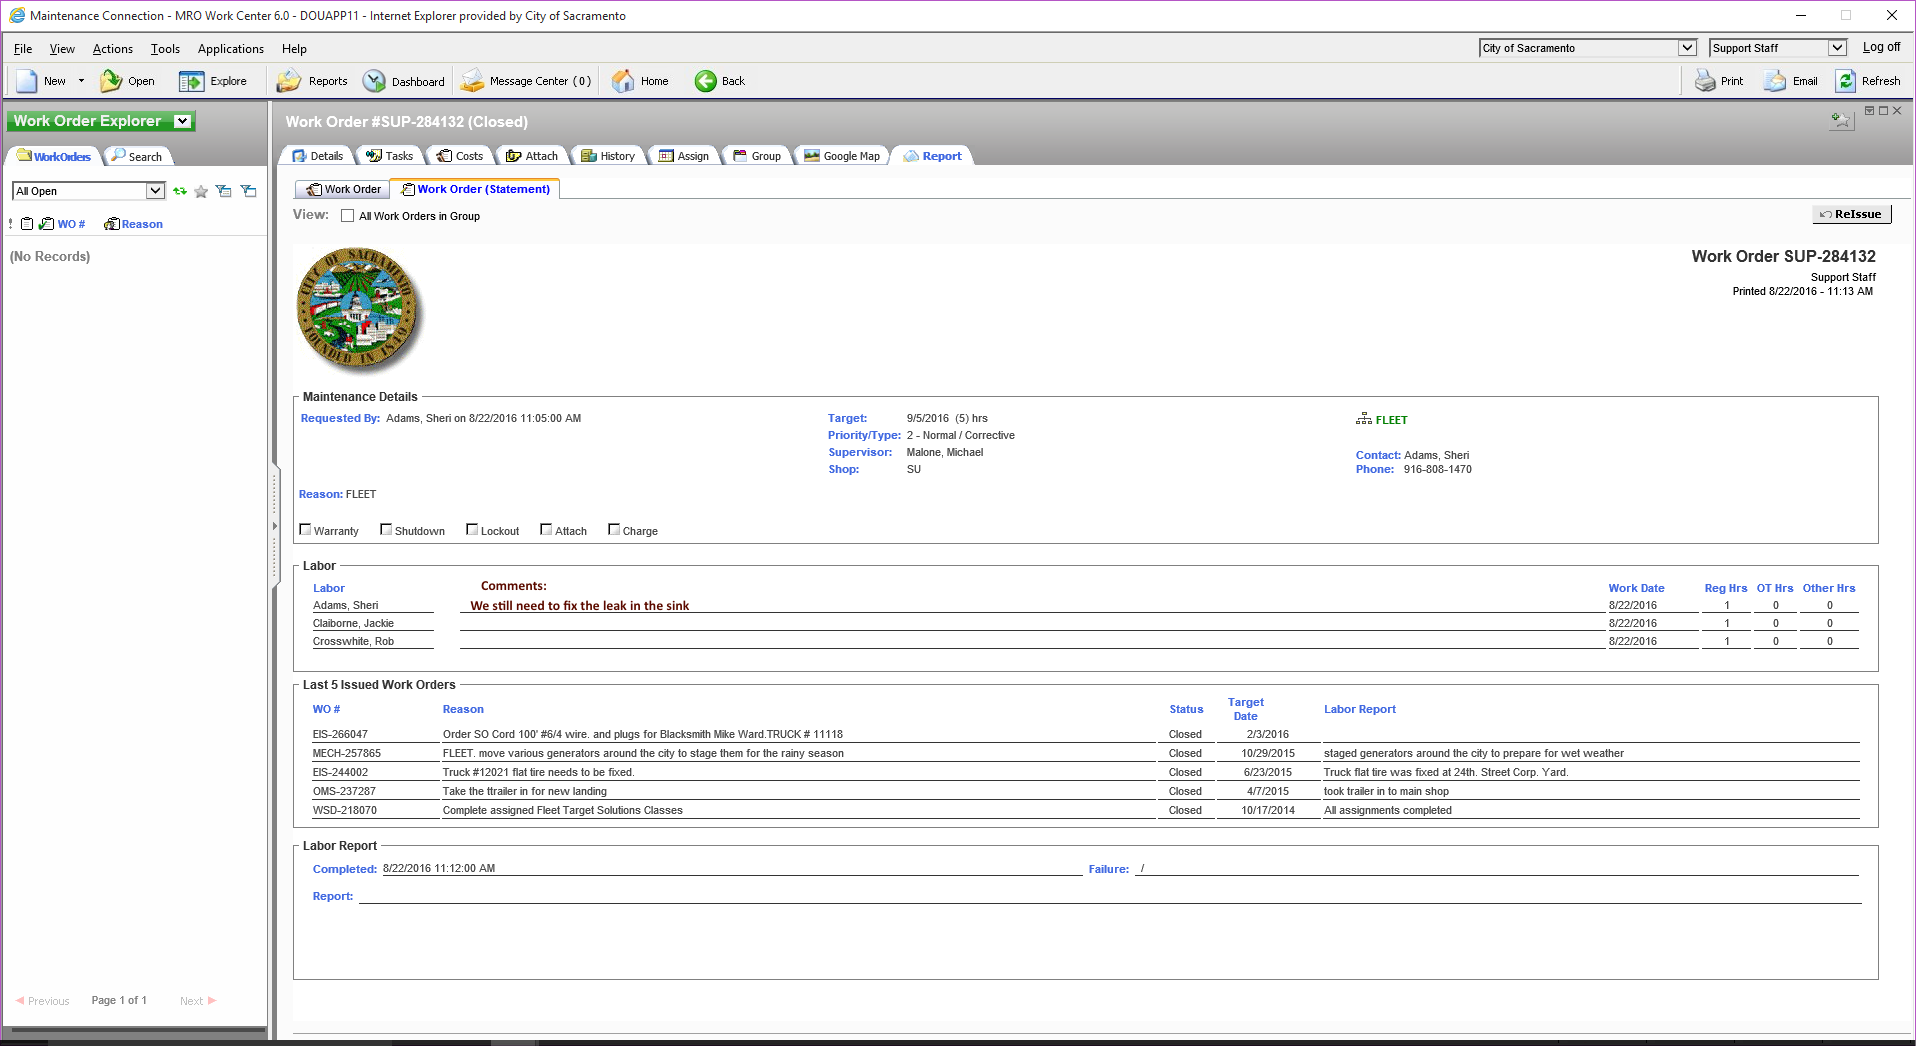 Maintenance Connection - MRO Work Center 6.0 - DOUAPP11 - Internet Explorer provided by City of Sacramento
File View Actions Tools Applications Help City of Sacramento Support Staff Log off
New Open Explore Reports Dashboard Message Center ( 0 ) Home Back Print Email Refresh
Work Order Explorer
WorkOrders Search
All Open
! WO # Reason
(No Records)
Previous Page 1 of 1 Next
Work Order #SUP-284132 (Closed)
Details Tasks Costs Attach History Assign Group Google Map Report
Work Order Work Order (Statement)
View: All Work Orders in Group ReIssue
CITY OF SACRAMENTO
FOUNDED IN 1849
Work Order SUP-284132
Support Staff
Printed 8/22/2016 - 11:13 AM
Maintenance Details
Requested By: Adams, Sheri on 8/22/2016 11:05:00 AM
Target: 9/5/2016 (5) hrs
Priority/Type: 2 - Normal / Corrective
Supervisor: Malone, Michael
Shop: SU
FLEET
Contact: Adams, Sheri
Phone: 916-808-1470
Reason: FLEET
Warranty Shutdown Lockout Attach Charge
Labor
Labor Comments: Work Date Reg Hrs OT Hrs Other Hrs
Adams, Sheri We still need to fix the leak in the sink 8/22/2016 1 0 0
Claiborne, Jackie 8/22/2016 1 0 0
Crosswhite, Rob 8/22/2016 1 0 0
Last 5 Issued Work Orders
WO # Reason Status Target Date Labor Report
EIS-266047 Order SO Cord 100' #6/4 wire. and plugs for Blacksmith Mike Ward.TRUCK # 11118 Closed 2/3/2016
MECH-257865 FLEET. move various generators around the city to stage them for the rainy season Closed 10/29/2015 staged generators around the city to prepare for wet weather
EIS-244002 Truck #12021 flat tire needs to be fixed. Closed 6/23/2015 Truck flat tire was fixed at 24th. Street Corp. Yard.
OMS-237287 Take the ttrailer in for new landing Closed 4/7/2015 took trailer in to main shop
WSD-218070 Complete assigned Fleet Target Solutions Classes Closed 10/17/2014 All assignments completed
Labor Report
Completed: 8/22/2016 11:12:00 AM Failure: /
Report: